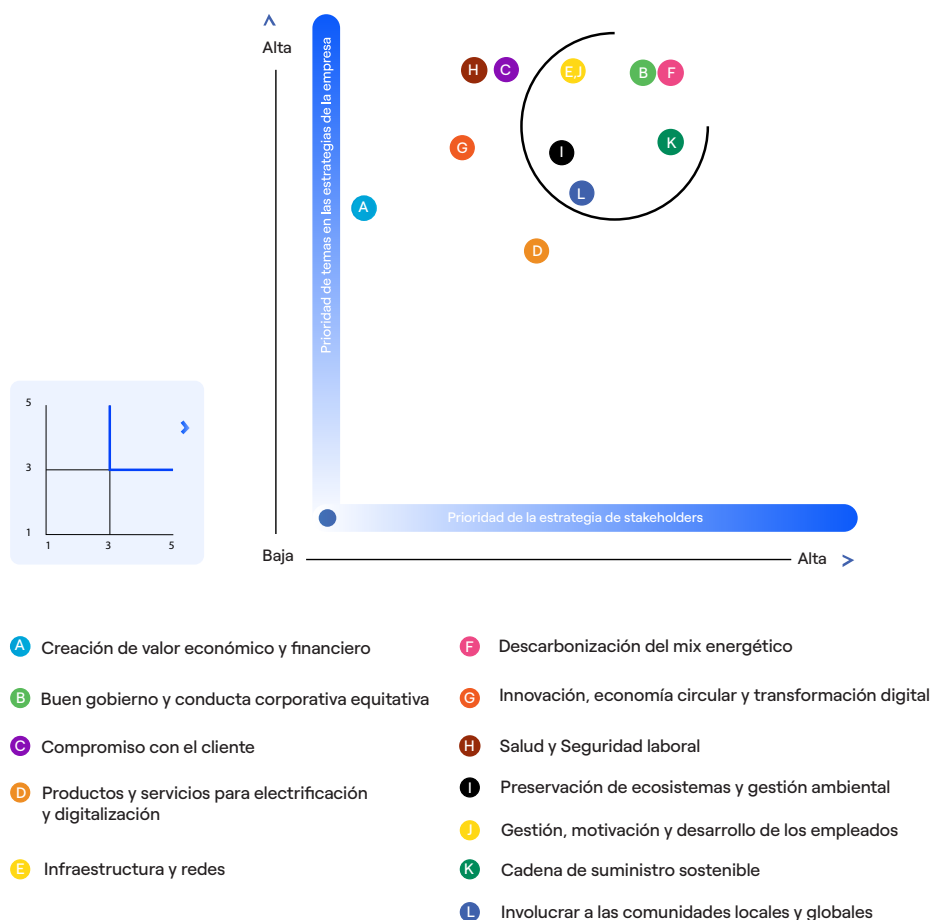 Alta
Prioridad de temas en las estrategias de la empresa
H
C
E,J
B
F
G
I
K
A
L
D
5
3
1
1
3
5
Prioridad de la estrategia de stakeholders
Baja
Alta
A Creación de valor económico y financiero
B Buen gobierno y conducta corporativa equitativa
C Compromiso con el cliente
D Productos y servicios para electrificación
y digitalización
E Infraestructura y redes
F Descarbonización del mix energético
G Innovación, economía circular y transformación digital
H Salud y Seguridad laboral
I Preservación de ecosistemas y gestión ambiental
J Gestión, motivación y desarrollo de los empleados
K Cadena de suministro sostenible
L Involucrar a las comunidades locales y globales